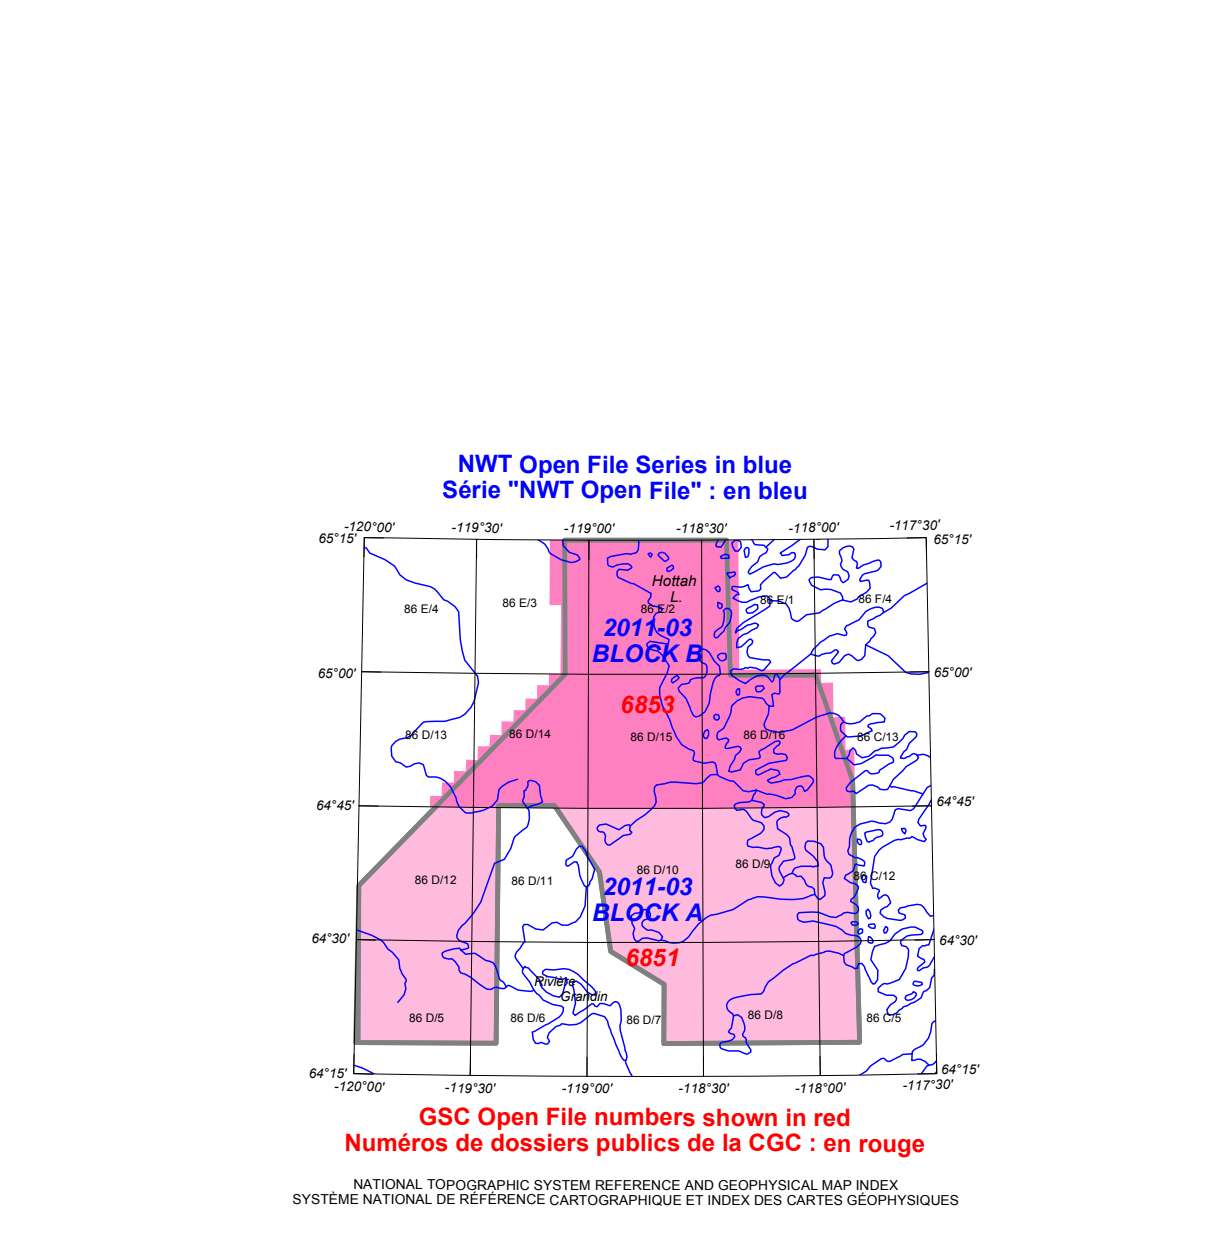 NWT Open File Series in blue
Série "NWT Open File" : en bleu
-120°00' -119°30' -119°00' -118°30' -118°00' -117°30'
65°15' 65°15'
Hottah
L.
86 E/4 86 E/3 86 E/2 86 E/1 86 F/4
2011-03
BLOCK B
65°00' 65°00'
6853
86 D/13 86 D/14 86 D/15 86 D/16 86 C/13
64°45' 64°45'
86 D/12 86 D/11 86 D/10 86 D/9 86 C/12
2011-03
BLOCK A
64°30' 64°30'
6851
Rivière
Grandin
86 D/5 86 D/6 86 D/7 86 D/8 86 C/5
64°15' 64°15'
-120°00' -119°30' -119°00' -118°30' -118°00' -117°30'
GSC Open File numbers shown in red
Numéros de dossiers publics de la CGC : en rouge
NATIONAL TOPOGRAPHIC SYSTEM REFERENCE AND GEOPHYSICAL MAP INDEX
SYSTÈME NATIONAL DE RÉFÉRENCE CARTOGRAPHIQUE ET INDEX DES CARTES GÉOPHYSIQUES